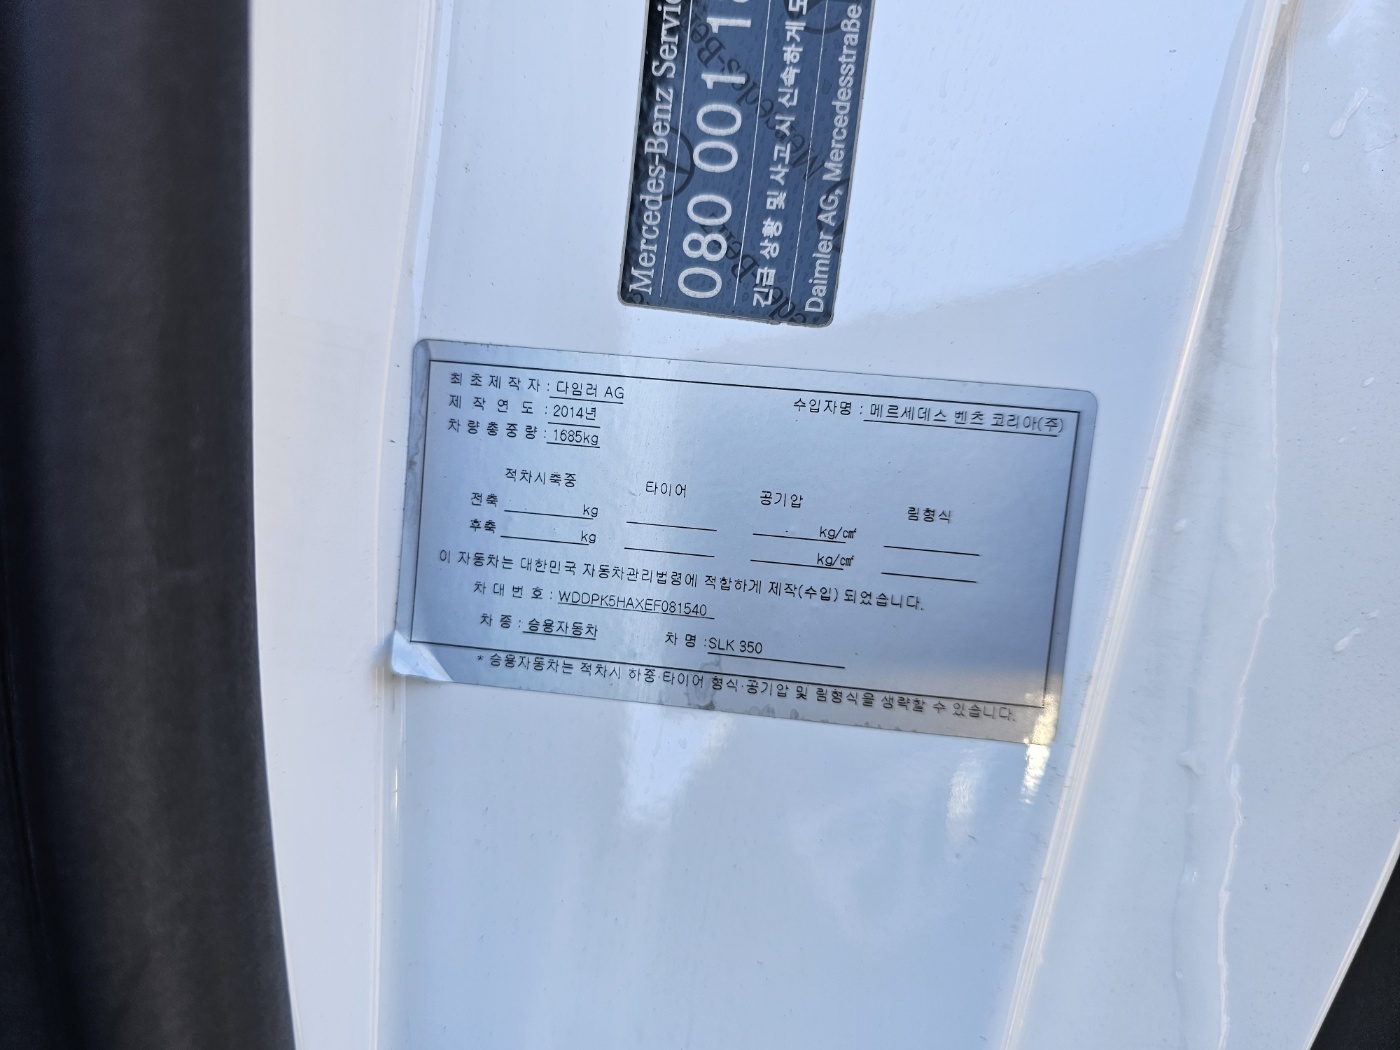 Mercedes-Benz Servi
080 001 1
긴급 상황 및 사고시 신속하게 도
Daimler AG, Mercedesstraße
최 초 제 작 자 : 다임러 AG
수입자명 : 메르세데스 벤츠 코리아(주)
제 작 연 도 : 2014년
차 량 총 중 량 : 1685kg
적차시축중 타이어 공기압 림형식
전축 kg kg/㎠
후축 kg kg/㎠
이 자동차는 대한민국 자동차관리법령에 적합하게 제작(수입) 되었습니다.
차 대 번 호 : WDDPK5HAXEF081540
차 종 : 승용자동차 차 명 : SLK 350
* 승용자동차는 적차시 하중·타이어 형식·공기압 및 림형식을 생략할 수 있습니다.